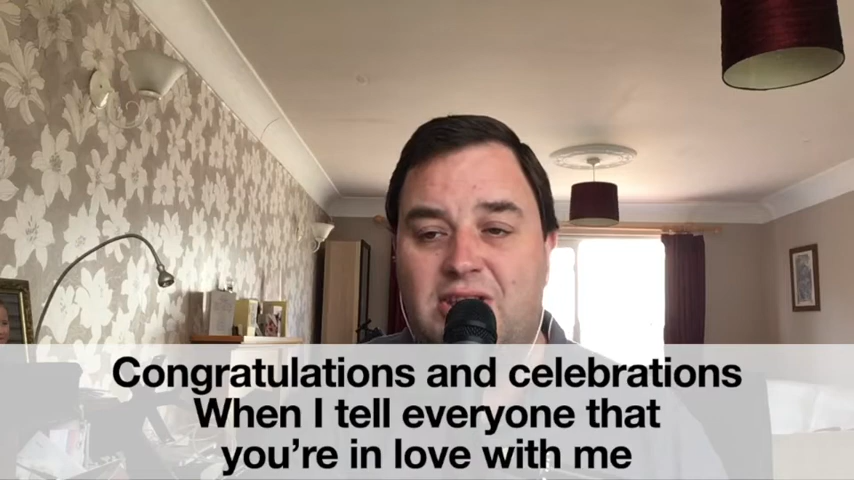 Congratulations and celebrations
When I tell everyone that
you're in love with me